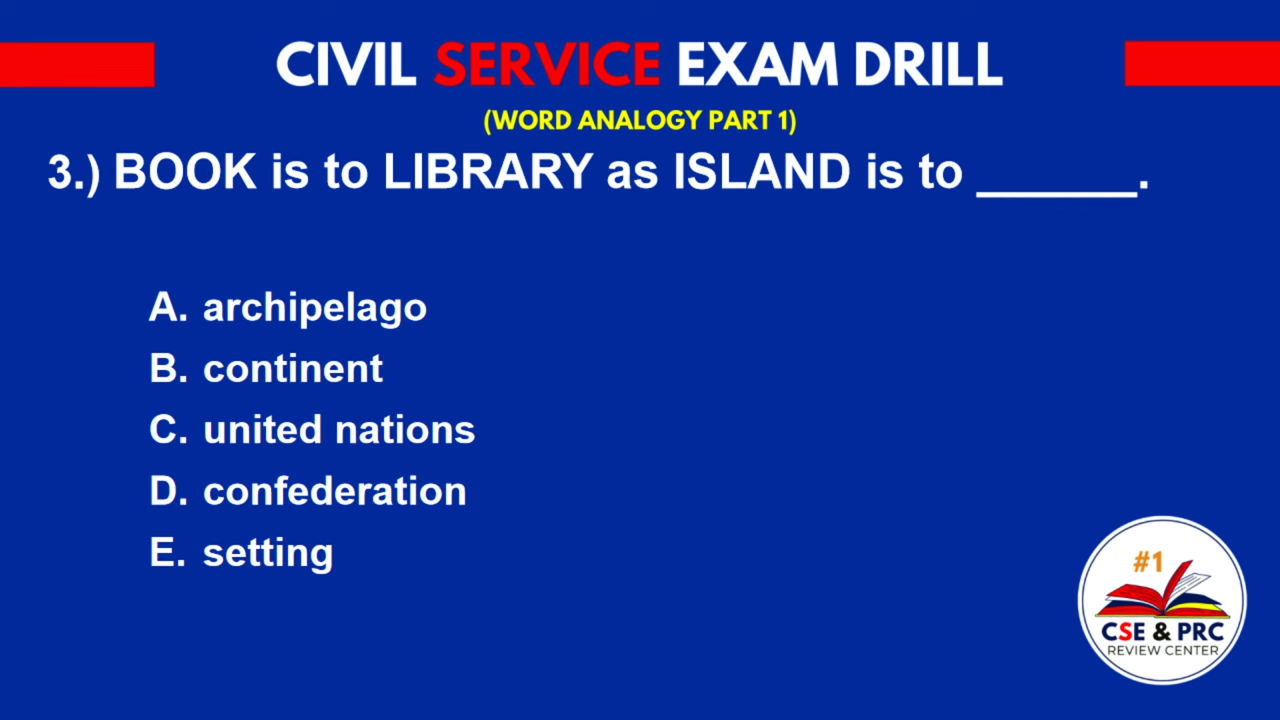 CIVIL SERVICE EXAM DRILL
(WORD ANALOGY PART 1)
3.) BOOK is to LIBRARY as ISLAND is to ______.
A. archipelago
B. continent
C. united nations
D. confederation
E. setting
#1
CSE & PRC
REVIEW CENTER